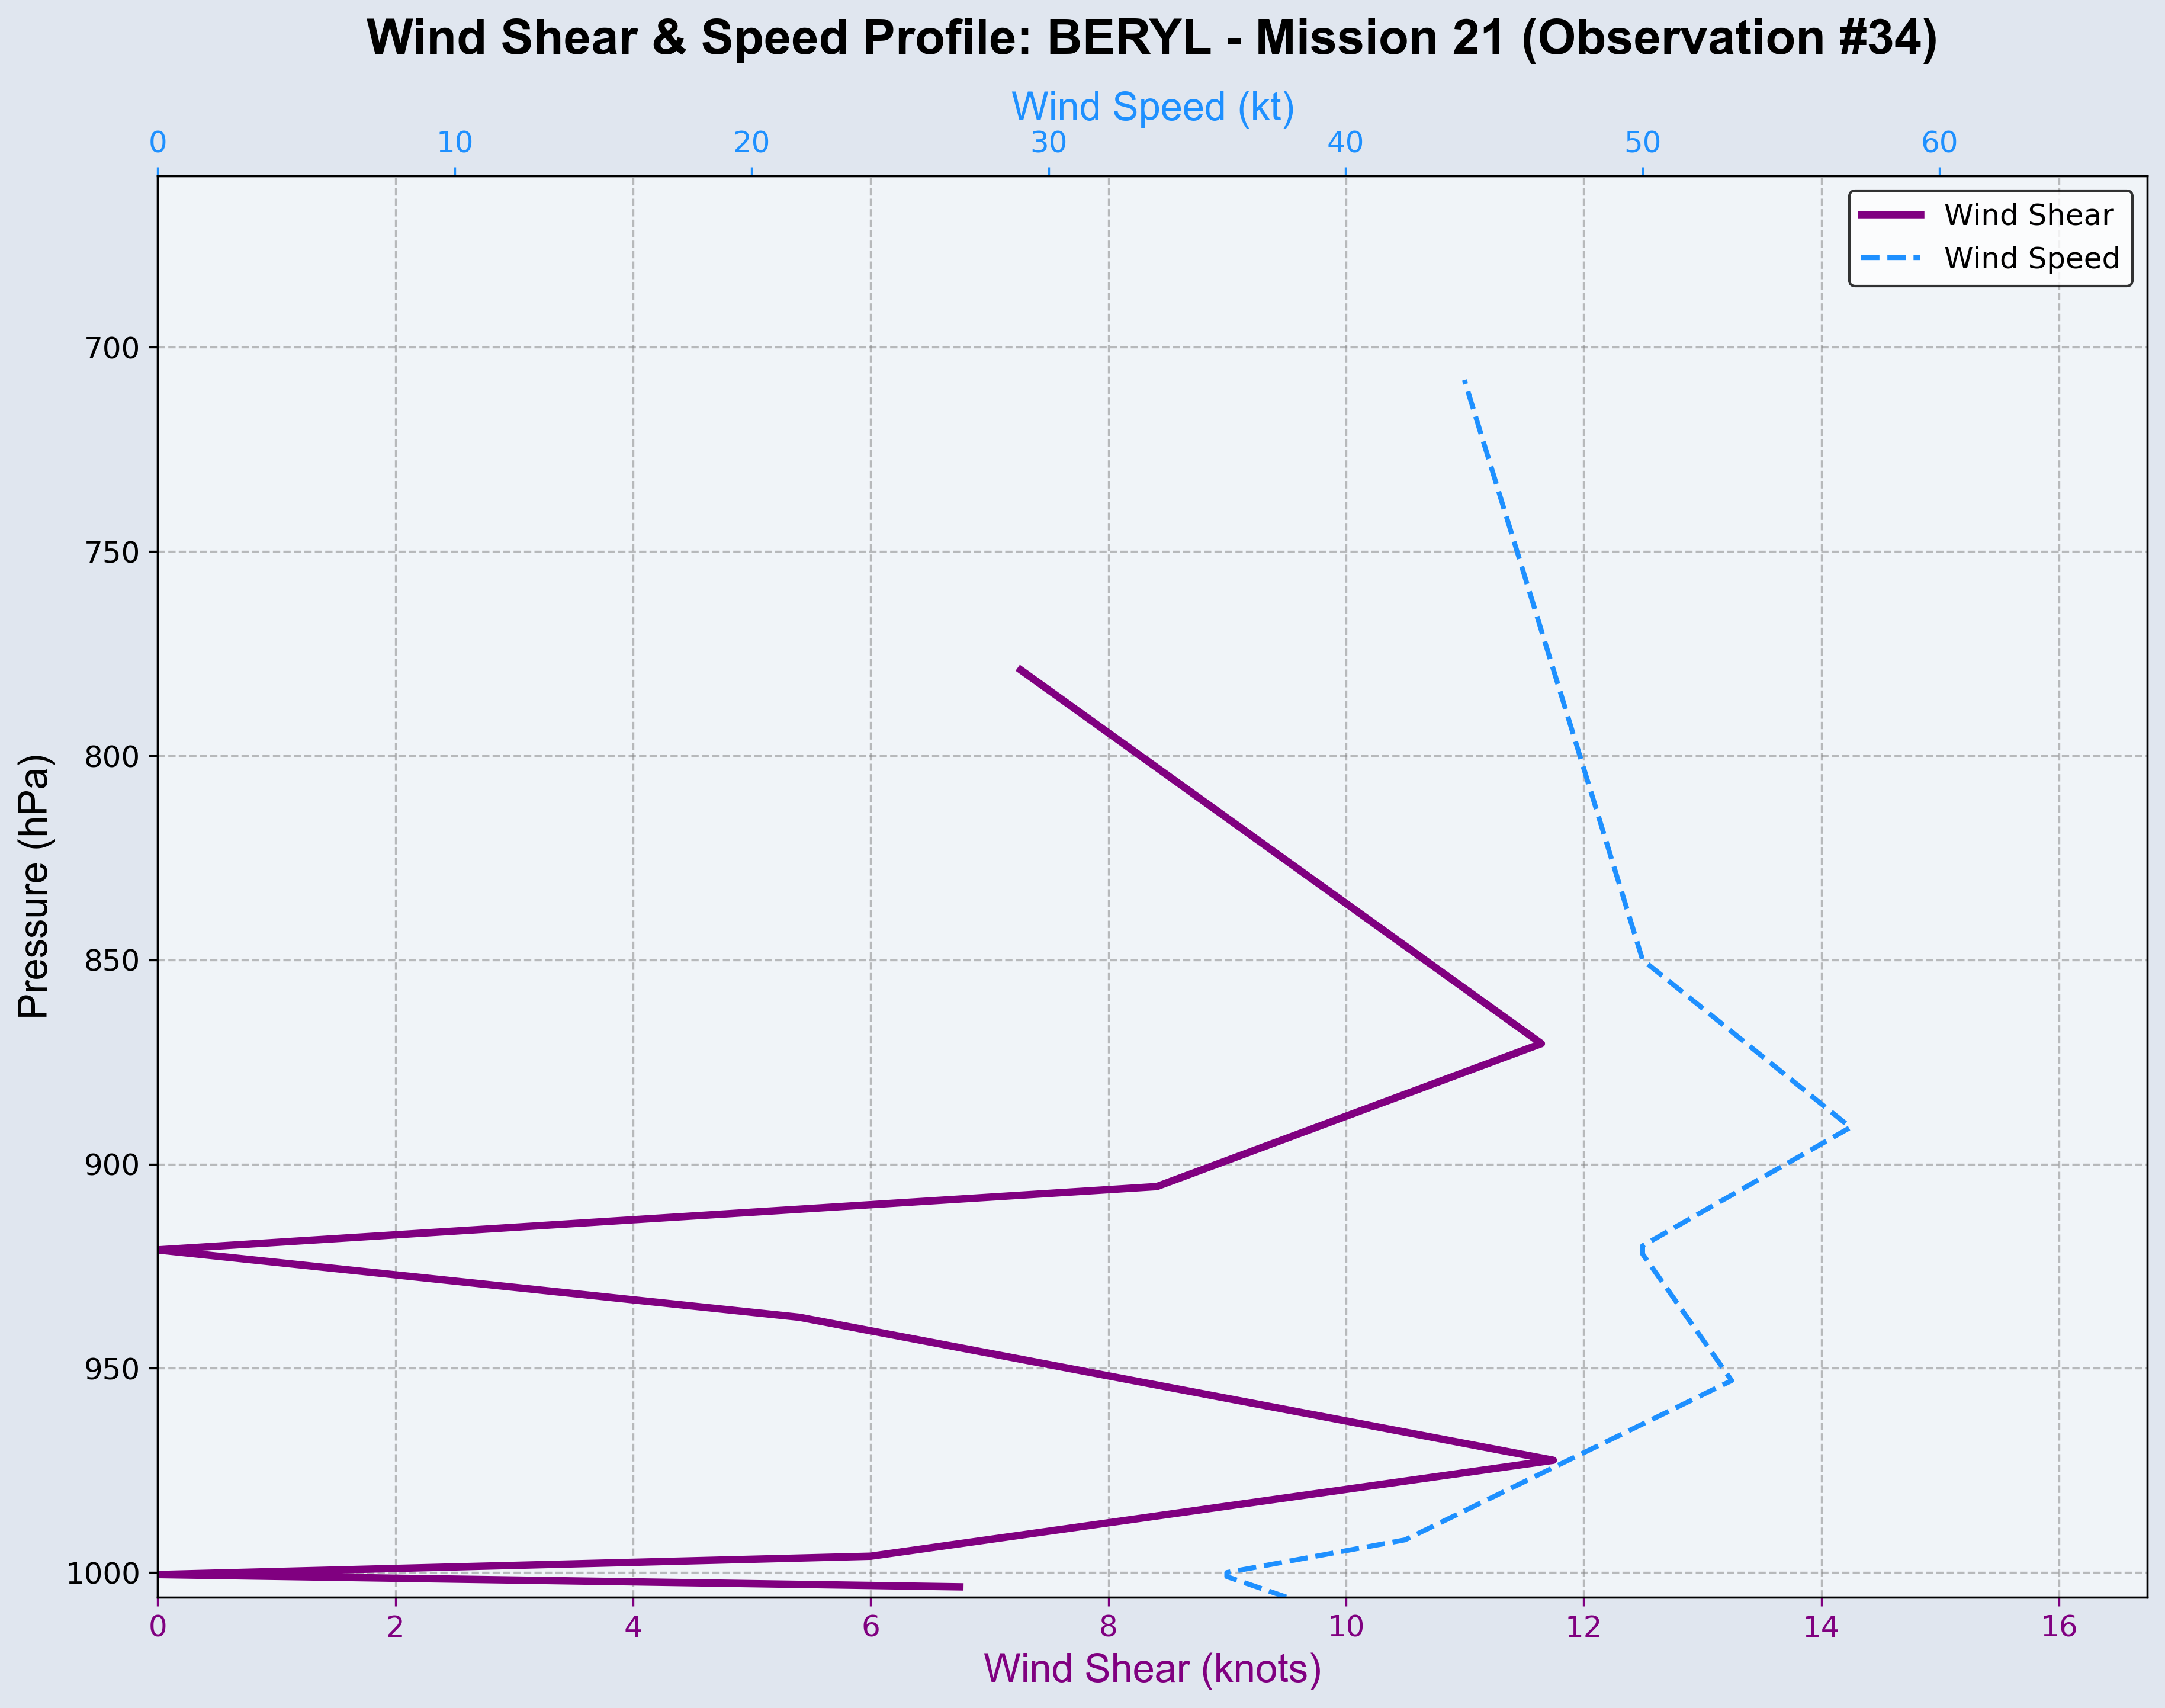 Wind Shear & Speed Profile: BERYL - Mission 21 (Observation #34)
Wind Speed (kt)
0 10 20 30 40 50 60
Wind Shear
Wind Speed
700
750
800
850
900
950
1000
Pressure (hPa)
0 2 4 6 8 10 12 14 16
Wind Shear (knots)